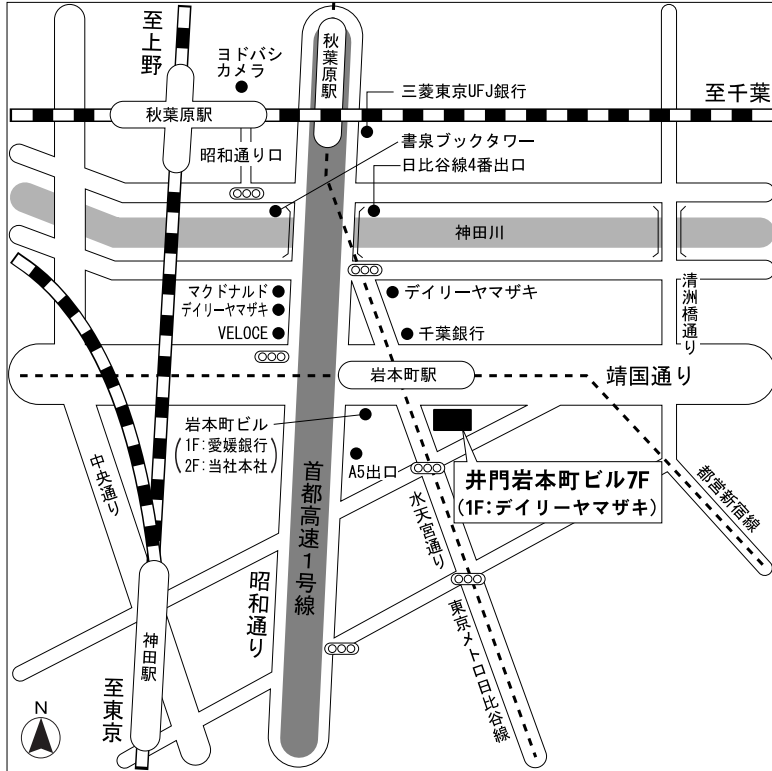 至上野
ヨドバシ
カメラ
秋葉原駅
三菱東京UFJ銀行
至千葉
秋葉原駅
書泉ブックタワー
昭和通り口
日比谷線4番出口
神田川
清洲橋通り
マクドナルド
デイリーヤマザキ
デイリーヤマザキ
VELOCE
千葉銀行
岩本町駅
靖国通り
岩本町ビル
(1F:愛媛銀行
2F:当社本社)
A5出口
井門岩本町ビル7F
(1F:デイリーヤマザキ)
中央通り
首都高速1号線
水天宮通り
都営新宿線
昭和通り
東京メトロ日比谷線
神田駅
至東京
N